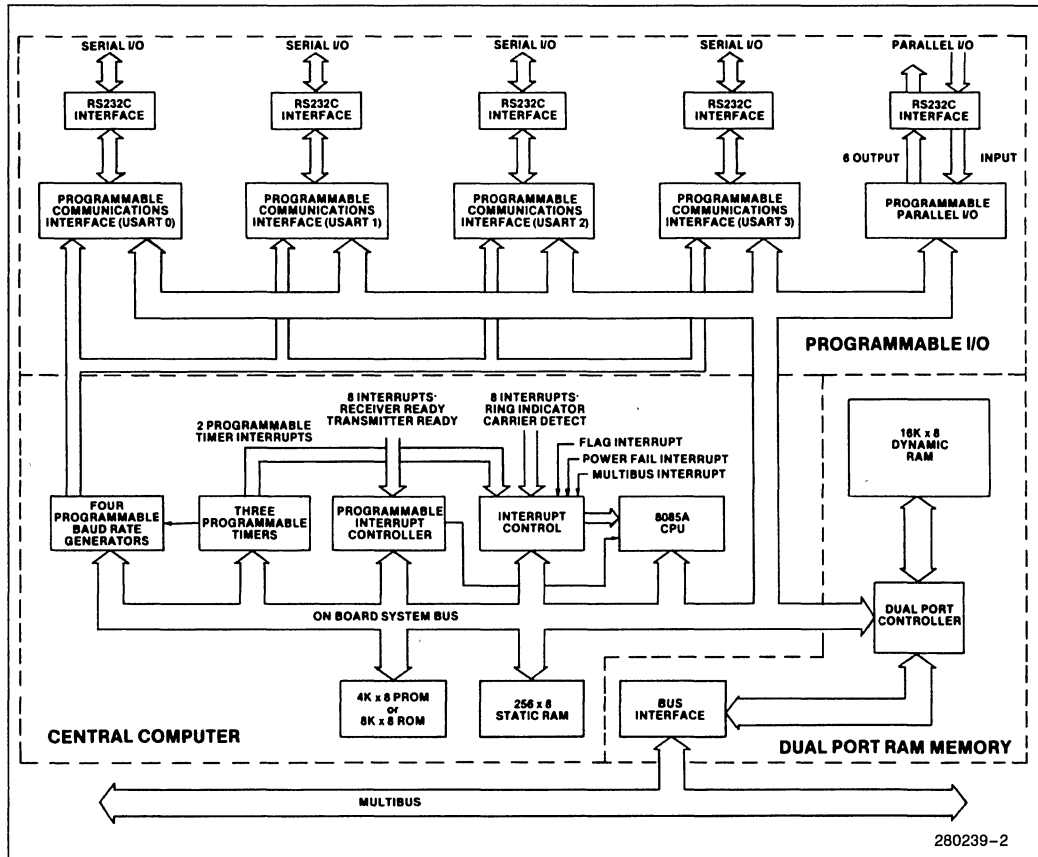 SERIAL I/O
SERIAL I/O
SERIAL I/O
SERIAL I/O
PARALLEL I/O
RS232C
INTERFACE
RS232C
INTERFACE
RS232C
INTERFACE
RS232C
INTERFACE
RS232C
INTERFACE
6 OUTPUT
INPUT
PROGRAMMABLE
COMMUNICATIONS
INTERFACE (USART 0)
PROGRAMMABLE
COMMUNICATIONS
INTERFACE (USART 1)
PROGRAMMABLE
COMMUNICATIONS
INTERFACE (USART 2)
PROGRAMMABLE
COMMUNICATIONS
INTERFACE (USART 3)
PROGRAMMABLE
PARALLEL I/O
PROGRAMMABLE I/O
2 PROGRAMMABLE
TIMER INTERRUPTS
8 INTERRUPTS·
RECEIVER READY
TRANSMITTER READY
8 INTERRUPTS·
RING INDICATOR
CARRIER DETECT
FLAG INTERRUPT
POWER FAIL INTERRUPT
MULTIBUS INTERRUPT
16K x 8
DYNAMIC
RAM
FOUR
PROGRAMMABLE
BAUD RATE
GENERATORS
THREE
PROGRAMMABLE
TIMERS
PROGRAMMABLE
INTERRUPT
CONTROLLER
INTERRUPT
CONTROL
8085A
CPU
ON BOARD SYSTEM BUS
DUAL PORT
CONTROLLER
4K x 8 PROM
or
8K x 8 ROM
256 x 8
STATIC RAM
BUS
INTERFACE
CENTRAL COMPUTER
DUAL PORT RAM MEMORY
MULTIBUS
280239–2